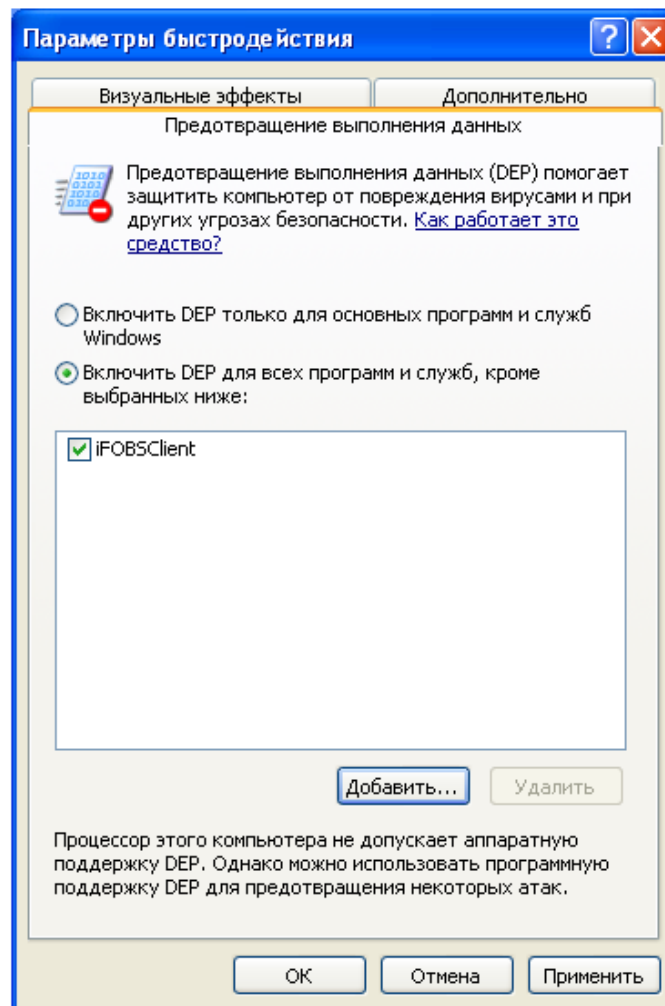 Параметры быстродействия
Визуальные эффекты
Дополнительно
Предотвращение выполнения данных
Предотвращение выполнения данных (DEP) помогает
защитить компьютер от повреждения вирусами и при
других угрозах безопасности. Как работает это
средство?
Включить DEP только для основных программ и служб
Windows
Включить DEP для всех программ и служб, кроме
выбранных ниже:
iFOBSClient
Добавить...
Удалить
Процессор этого компьютера не допускает аппаратную
поддержку DEP. Однако можно использовать программную
поддержку DEP для предотвращения некоторых атак.
ОК
Отмена
Применить